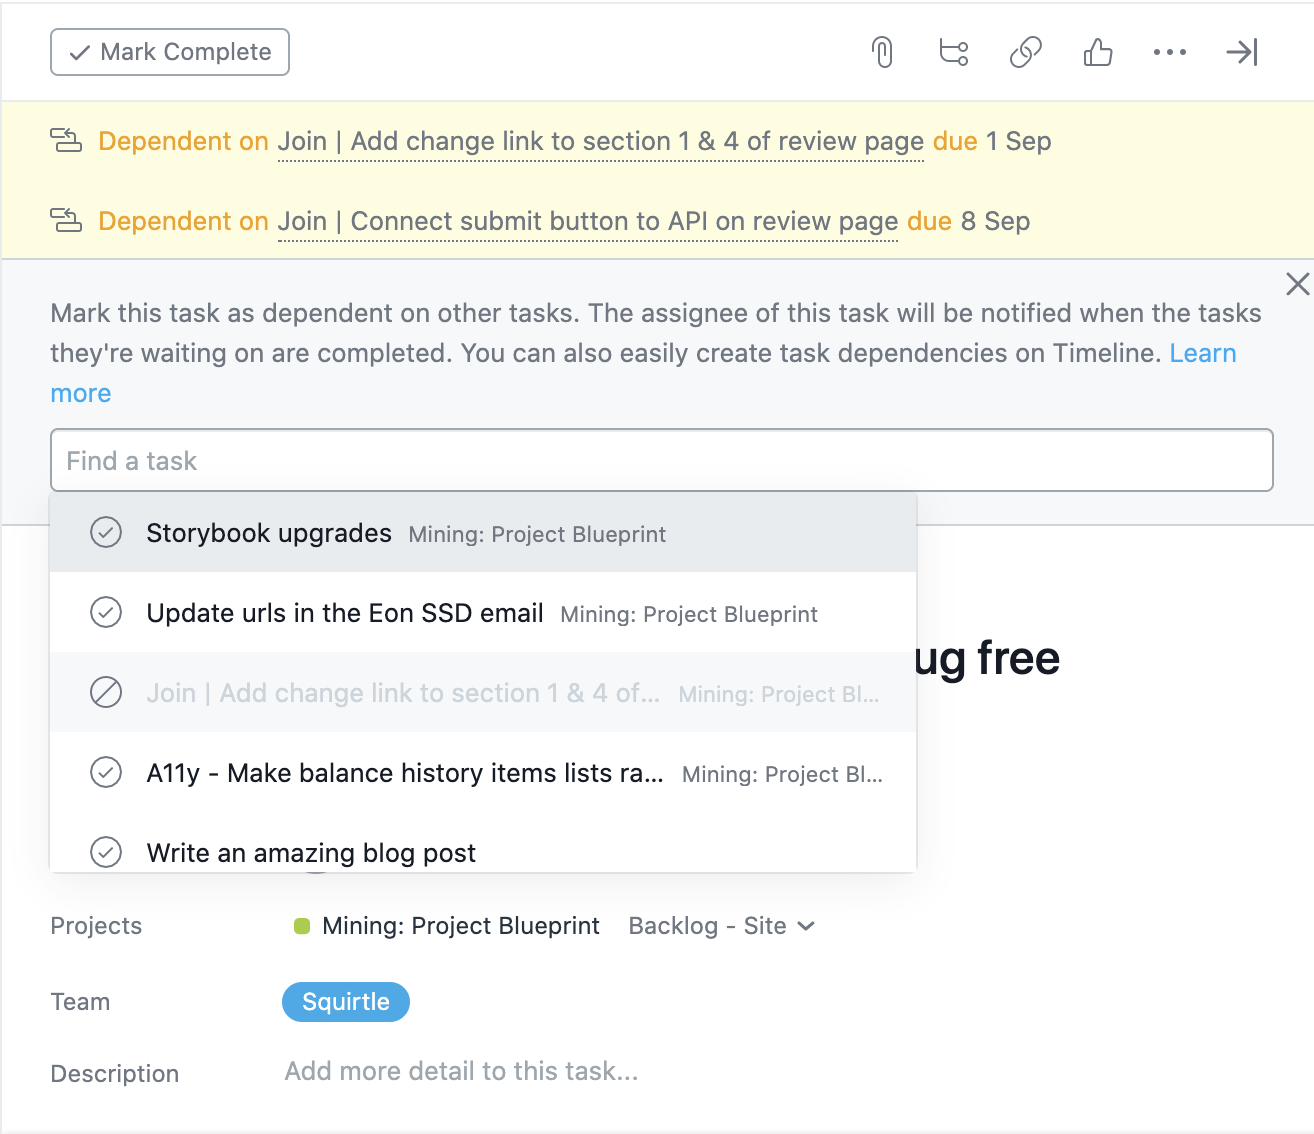 Mark Complete
Dependent on Join | Add change link to section 1 & 4 of review page due 1 Sep
Dependent on Join | Connect submit button to API on review page due 8 Sep
Mark this task as dependent on other tasks. The assignee of this task will be notified when the tasks
they're waiting on are completed. You can also easily create task dependencies on Timeline. Learn
more
Find a task
Storybook upgrades Mining: Project Blueprint
Update urls in the Eon SSD email Mining: Project Blueprint
ug free
Join | Add change link to section 1 & 4 of... Mining: Project Bl...
A11y - Make balance history items lists ra... Mining: Project Bl...
Write an amazing blog post
Projects Mining: Project Blueprint Backlog - Site
Team Squirtle
Description Add more detail to this task...